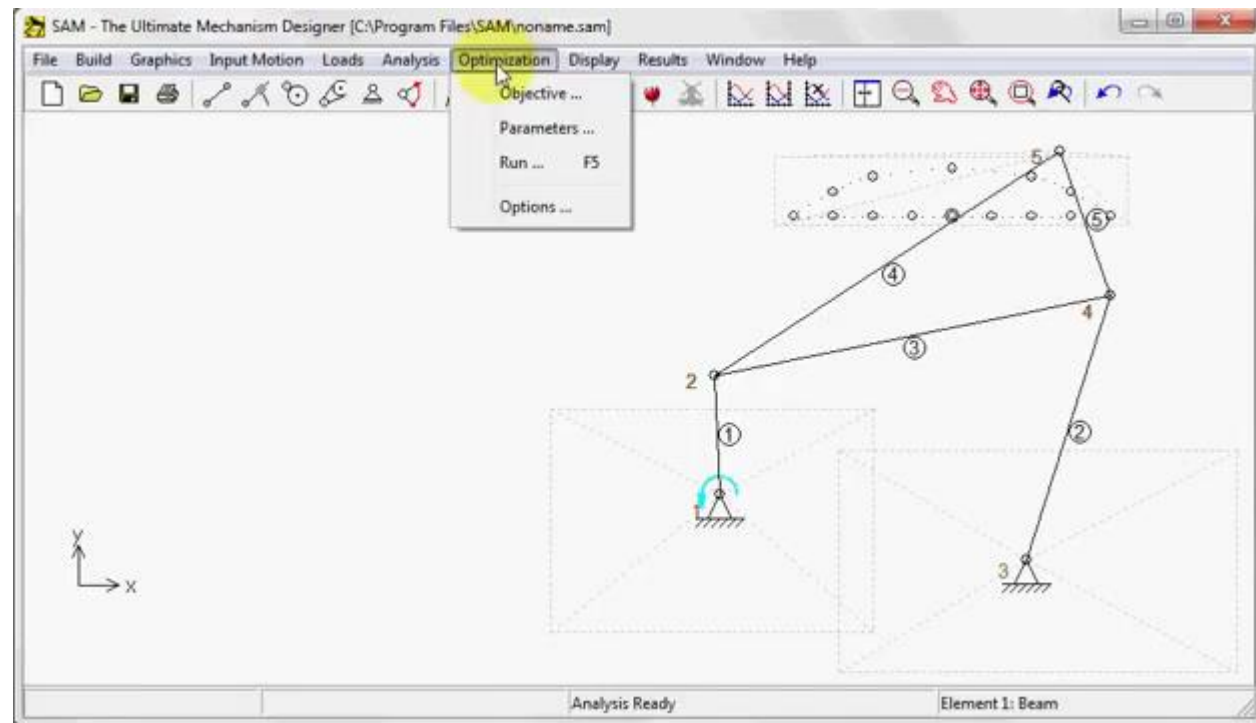 SAM - The Ultimate Mechanism Designer [C:\Program Files\SAM\noname.sam]
File Build Graphics Input Motion Loads Analysis Optimization Display Results Window Help
Objective ...
Parameters ...
Run ... F5
Options ...
5
5
4
4
3
2
1
2
3
y
x
Analysis Ready
Element 1: Beam